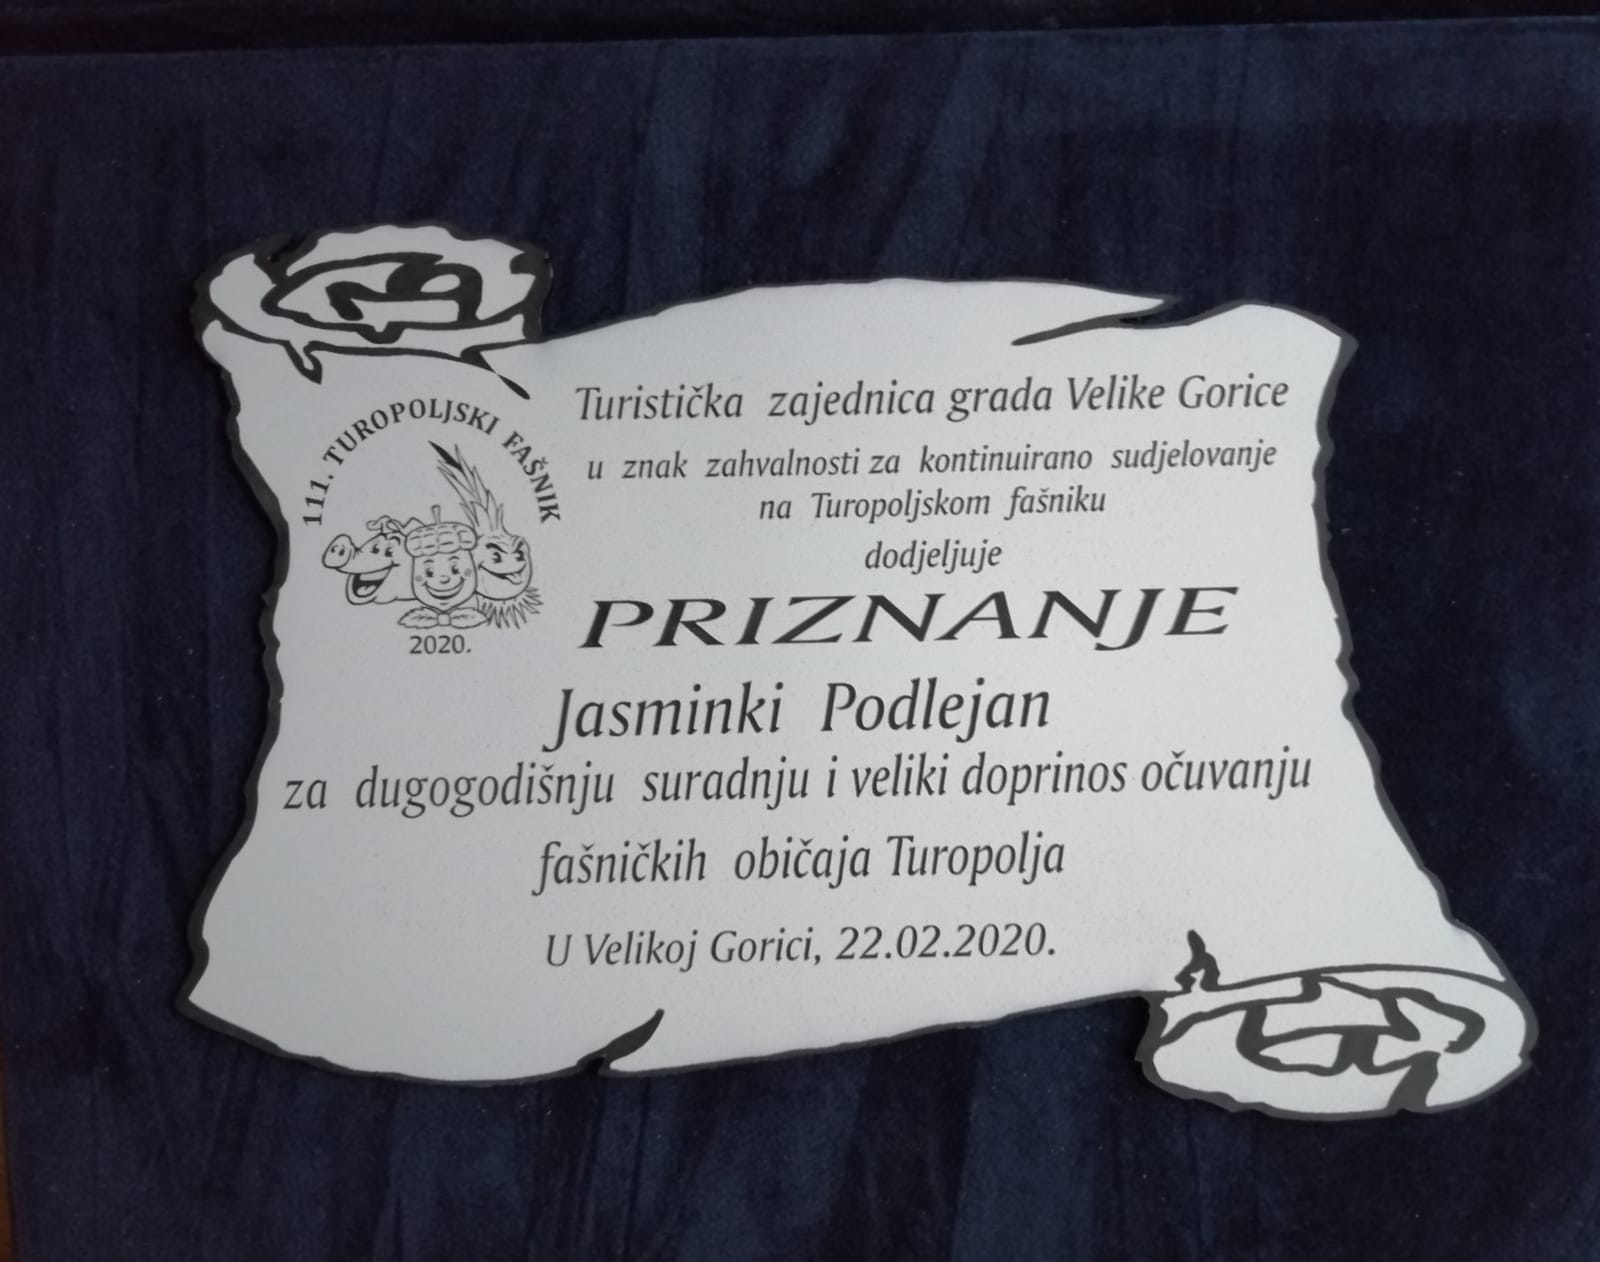 111. TUROPOLJSKI FAŠNIK
2020.
Turistička zajednica grada Velike Gorice
u znak zahvalnosti za kontinuirano sudjelovanje
na Turopoljskom fašniku
dodjeljuje
PRIZNANJE
Jasminki Podlejan
za dugogodišnju suradnju i veliki doprinos očuvanju
fašničkih običaja Turopolja
U Velikoj Gorici, 22.02.2020.